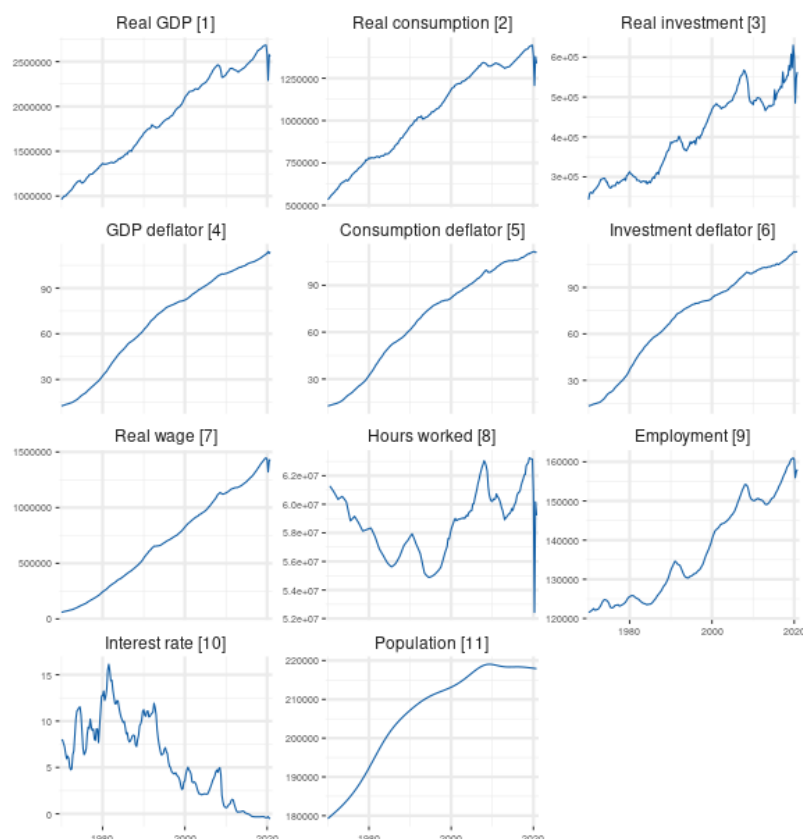 Real GDP [1]
Real consumption [2]
Real investment [3]
2500000
2000000
1500000
1000000
1250000
1000000
750000
500000
6e+05
5e+05
4e+05
3e+05
GDP deflator [4]
Consumption deflator [5]
Investment deflator [6]
90
60
30
90
60
30
90
60
30
Real wage [7]
Hours worked [8]
Employment [9]
1500000
1000000
500000
0
6.2e+07
6.0e+07
5.8e+07
5.6e+07
5.4e+07
5.2e+07
160000
150000
140000
130000
120000
1980
2000
2020
Interest rate [10]
Population [11]
15
10
5
0
220000
210000
200000
190000
180000
1980
2000
2020
1980
2000
2020